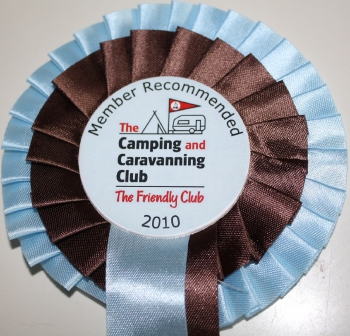 Member Recommended
The
Camping and
Caravanning
Club
The Friendly Club
2010